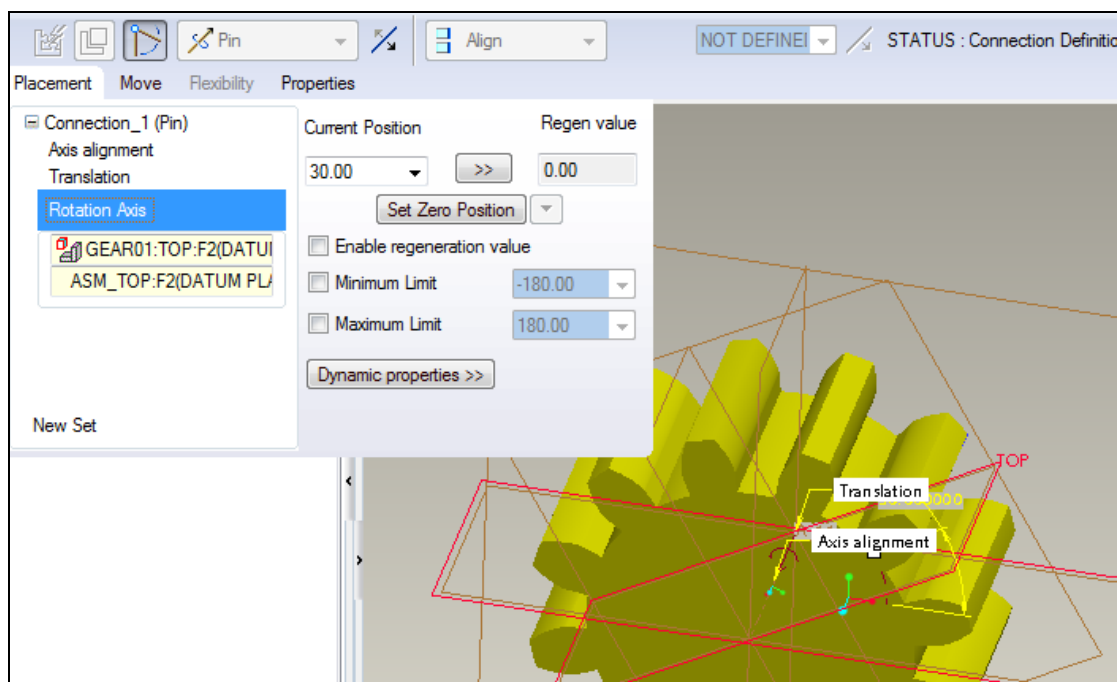 Pin Align NOT DEFINEI STATUS : Connection Definitic
Placement Move Flexibility Properties
Connection_1 (Pin)
Axis alignment
Translation
Rotation Axis
GEAR01:TOP:F2(DATUI
ASM_TOP:F2(DATUM PLA
New Set
Current Position Regen value
30.00 >> 0.00
Set Zero Position
Enable regeneration value
Minimum Limit -180.00
Maximum Limit 180.00
Dynamic properties >>
TOP
Translation
Axis alignment